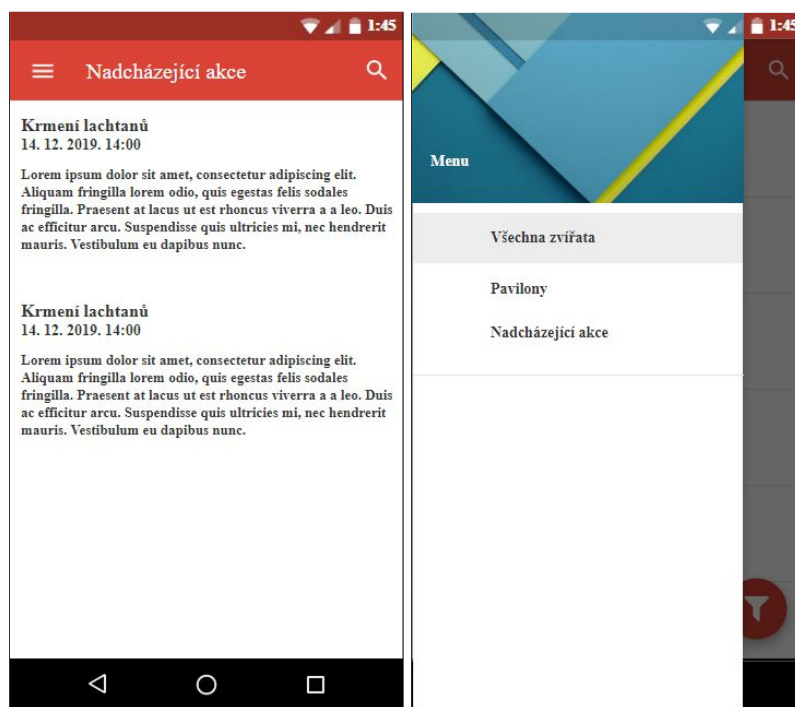 1:45
Nadcházející akce
Krmení lachtanů
14. 12. 2019. 14:00
Lorem ipsum dolor sit amet, consectetur adipiscing elit.
Aliquam fringilla lorem odio, quis egestas felis sodales
fringilla. Praesent at lacus ut est rhoncus viverra a a leo. Duis
ac efficitur arcu. Suspendisse quis ultricies mi, nec hendrerit
mauris. Vestibulum eu dapibus nunc.
Krmení lachtanů
14. 12. 2019. 14:00
Lorem ipsum dolor sit amet, consectetur adipiscing elit.
Aliquam fringilla lorem odio, quis egestas felis sodales
fringilla. Praesent at lacus ut est rhoncus viverra a a leo. Duis
ac efficitur arcu. Suspendisse quis ultricies mi, nec hendrerit
mauris. Vestibulum eu dapibus nunc.
1:45
Menu
Všechna zvířata
Pavilony
Nadcházející akce